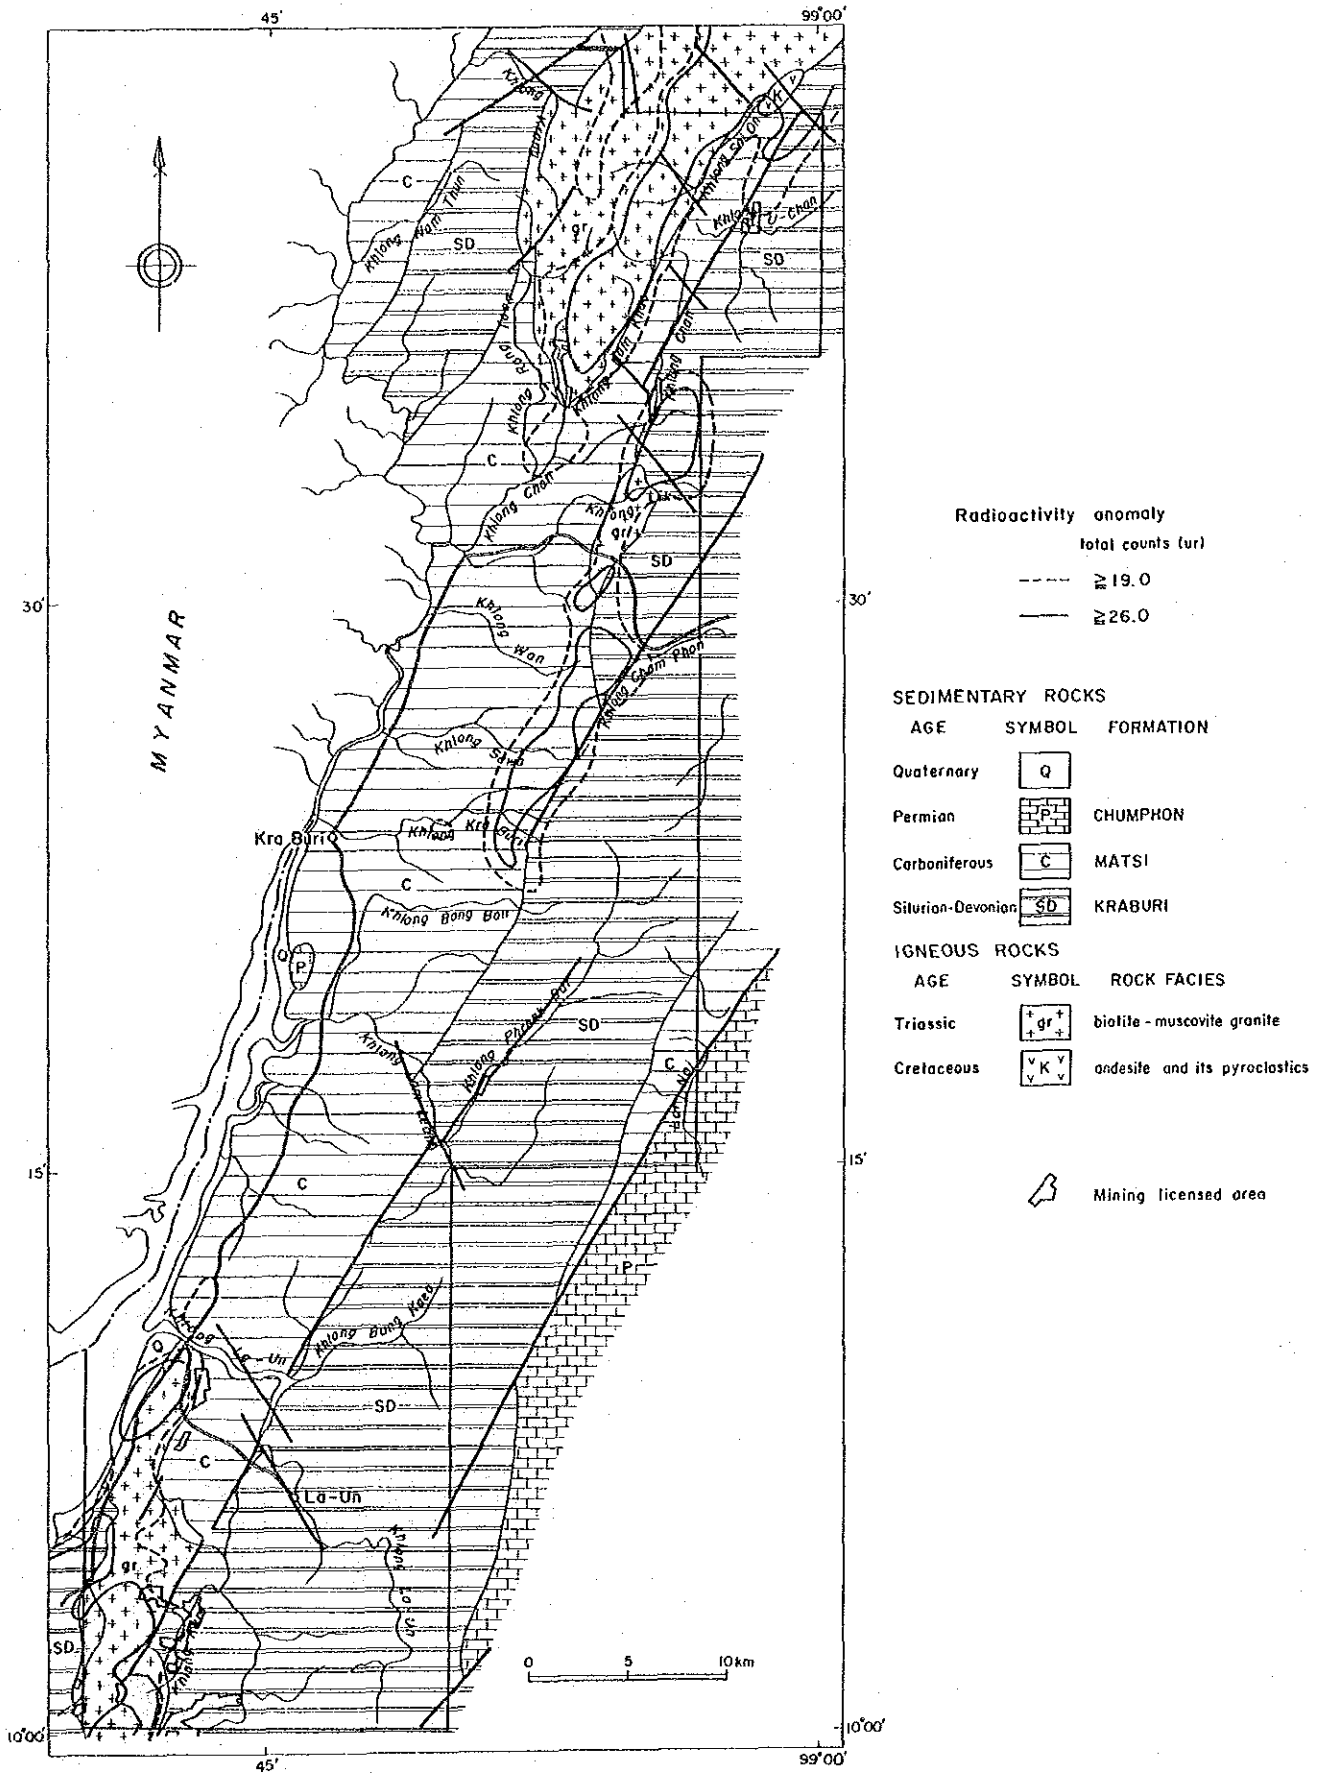 45'
99°00'
Khlong
C
Khlong Nam Thun
SD
gr
Khlong
SD
C
Khlong
Khlong Chan
Khlong
gr
SD
30'
30'
MYANMAR
Khlong Wan
Khlong Cham Phon
Khlong
Kra Buri
Khlong Kra Buri
C
Khlong Bang Bon
Q
P
SD
Khlong
C
15'
15'
C
P
Khlong Bang Kaeo
Khlong La-Un
Q
SD
C
La-Un
Khlong La-Un
gr
SD
Khlong
0 5 10km
10°00'
10°00'
45'
99°00'
Radioactivity anomaly
total counts (ur)
≧19.0
≧26.0
SEDIMENTARY ROCKS
AGE SYMBOL FORMATION
Quaternary Q
Permian P CHUMPHON
Carboniferous C MATSI
Silurian-Devonian SD KRABURI
IGNEOUS ROCKS
AGE SYMBOL ROCK FACIES
Triassic gr biotite-muscovite granite
Cretaceous K andesite and its pyroclastics
Mining licensed area